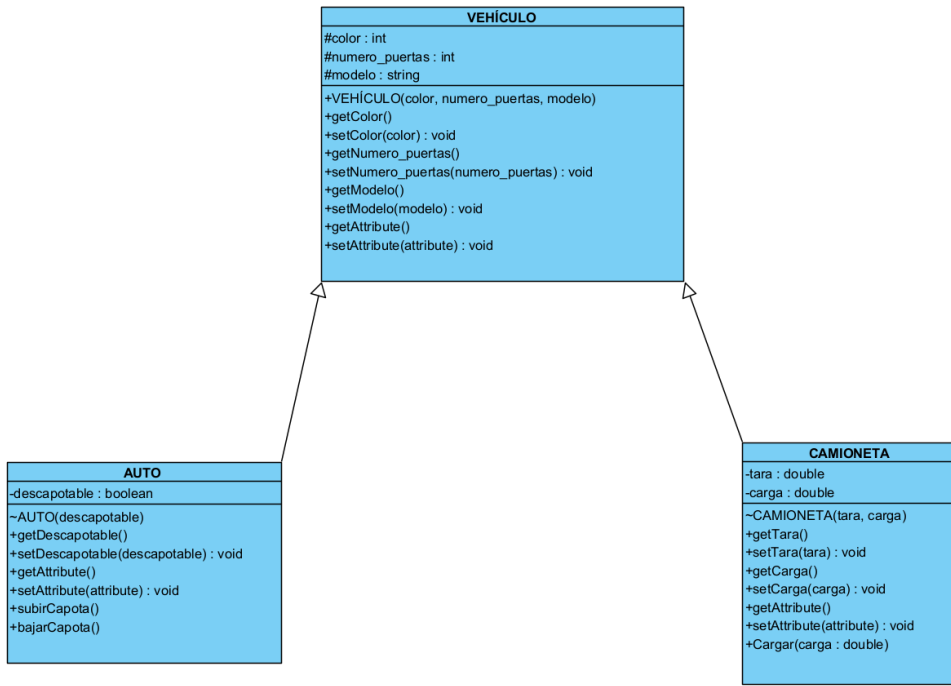 VEHÍCULO
#color : int
#numero_puertas : int
#modelo : string
+VEHÍCULO(color, numero_puertas, modelo)
+getColor()
+setColor(color) : void
+getNumero_puertas()
+setNumero_puertas(numero_puertas) : void
+getModelo()
+setModelo(modelo) : void
+getAttribute()
+setAttribute(attribute) : void
AUTO
-descapotable : boolean
~AUTO(descapotable)
+getDescapotable()
+setDescapotable(descapotable) : void
+getAttribute()
+setAttribute(attribute) : void
+subirCapota()
+bajarCapota()
CAMIONETA
-tara : double
-carga : double
~CAMIONETA(tara, carga)
+getTara()
+setTara(tara) : void
+getCarga()
+setCarga(carga) : void
+getAttribute()
+setAttribute(attribute) : void
+Cargar(carga : double)